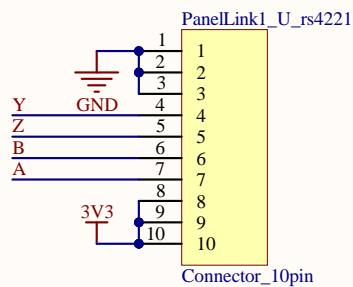 PanelLink1_U_rs4221
1 1
2 2
3 3
GND
Y 4 4
Z 5 5
B 6 6
A 7 7
8 8
3V3 9 9
10 10
Connector_10pin